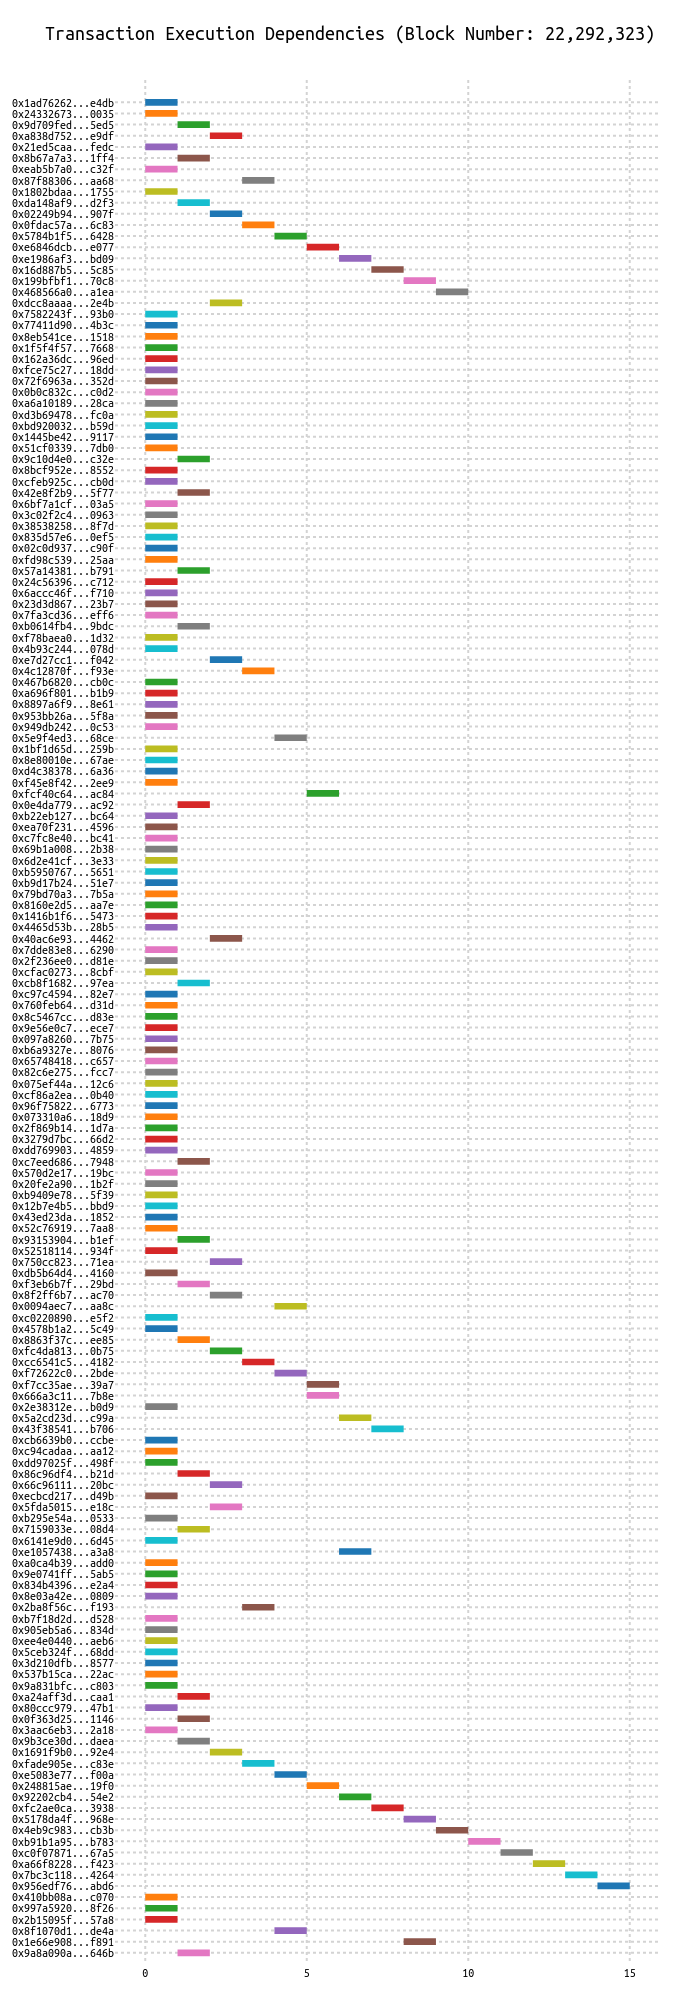 Transaction Execution Dependencies (Block Number: 22,292,323)
0x1ad76262...e4db
0x24332673...0035
0x9d709fed...5ed5
0xa838d752...e9df
0x21ed5caa...fedc
0x8b67a7a3...1ff4
0xeab5b7a0...c32f
0x87f88306...aa68
0x1802bdaa...1755
0xda148af9...d2f3
0x02249b94...907f
0x0fdac57a...6c83
0x5784b1f5...6428
0xe6846dcb...e077
0xe1986af3...bd09
0x16d887b5...5c85
0x199bfbf1...70c8
0x468566a0...a1ea
0xdcc8aaaa...2e4b
0x7582243f...93b0
0x77411d90...4b3c
0x8eb541ce...1518
0x1f5f4f57...7668
0x162a36dc...96ed
0xfce75c27...18dd
0x72f6963a...352d
0x0b0c832c...c0d2
0xa6a10189...28ca
0xd3b69478...fc0a
0xbd920032...b59d
0x1445be42...9117
0x51cf0339...7db0
0x9c10d4e0...c32e
0x8bcf952e...8552
0xcfeb925c...cb0d
0x42e8f2b9...5f77
0x6bf7a1cf...03a5
0x3c02f2c4...0963
0x38538258...8f7d
0x835d57e6...0ef5
0x02c0d937...c90f
0xfd98c539...25aa
0x57a14381...b791
0x24c56396...c712
0x6accc46f...f710
0x23d3d867...23b7
0x7fa3cd36...eff6
0xb0614fb4...9bdc
0xf78baea0...1d32
0x4b93c244...078d
0xe7d27cc1...f042
0x4c12870f...f93e
0x467b6820...cb0c
0xa696f801...b1b9
0x8897a6f9...8e61
0x953bb26a...5f8a
0x949db242...0c53
0x5e9f4ed3...68ce
0x1bf1d65d...259b
0x8e80010e...67ae
0xd4c38378...6a36
0xf45e8f42...2ee9
0xfcf40c64...ac84
0x0e4da779...ac92
0xb22eb127...bc64
0xea70f231...4596
0xc7fc8e40...bc41
0x69b1a008...2b38
0x6d2e41cf...3e33
0xb5950767...5651
0xb9d17b24...51e7
0x79bd70a3...7b5a
0x8160e2d5...aa7e
0x1416b1f6...5473
0x4465d53b...28b5
0x40ac6e93...4462
0x7dde83e8...6290
0x2f236ee0...d81e
0xcfac0273...8cbf
0xcb8f1682...97ea
0xc97c4594...82e7
0x760feb64...d31d
0x8c5467cc...d83e
0x9e56e0c7...ece7
0x097a8260...7b75
0xb6a9327e...8076
0x65748418...c657
0x82c6e275...fcc7
0x075ef44a...12c6
0xcf86a2ea...0b40
0x96f75822...6773
0x073310a6...18d9
0x2f869b14...1d7a
0x3279d7bc...66d2
0xdd769903...4859
0xc7eed686...7948
0x570d2e17...19bc
0x20fe2a90...1b2f
0xb9409e78...5f39
0x12b7e4b5...bbd9
0x43ed23da...1852
0x52c76919...7aa8
0x93153904...b1ef
0x52518114...934f
0x750cc823...71ea
0xdb5b64d4...4160
0xf3eb6b7f...29bd
0x8f2ff6b7...ac70
0x0094aec7...aa8c
0xc0220890...e5f2
0x4578b1a2...5c49
0x8863f37c...ee85
0xfc4da813...0b75
0xcc6541c5...4182
0xf72622c0...2bde
0xf7cc35ae...39a7
0x666a3c11...7b8e
0x2e38312e...b0d9
0x5a2cd23d...c99a
0x43f38541...b706
0xcb6639b0...ccbe
0xc94cadaa...aa12
0xdd97025f...498f
0x86c96df4...b21d
0x66c96111...20bc
0xecbcd217...d49b
0x5fda5015...e18c
0xb295e54a...0533
0x7159033e...08d4
0x6141e9d0...6d45
0xe1057438...a3a8
0xa0ca4b39...add0
0x9e0741ff...5ab5
0x834b4396...e2a4
0x8e03a42e...0809
0x2ba8f56c...f193
0xb7f18d2d...d528
0x905eb5a6...834d
0xee4e0440...aeb6
0x5ceb324f...68dd
0x3d210dfb...8577
0x537b15ca...22ac
0x9a831bfc...c803
0xa24aff3d...caa1
0x80ccc979...47b1
0x0f363d25...1146
0x3aac6eb3...2a18
0x9b3ce30d...daea
0x1691f9b0...92e4
0xfade905e...c83e
0xe5083e77...f00a
0x248815ae...19f0
0x92202cb4...54e2
0xfc2ae0ca...3938
0x5178da4f...968e
0x4eb9c983...cb3b
0xb91b1a95...b783
0xc0f07871...67a5
0xa66f8228...f423
0x7bc3c118...4264
0x956edf76...abd6
0x410bb08a...c070
0x997a5920...8f26
0x2b15095f...57a8
0x8f1070d1...de4a
0x1e66e908...f891
0x9a8a090a...646b
0 5 10 15